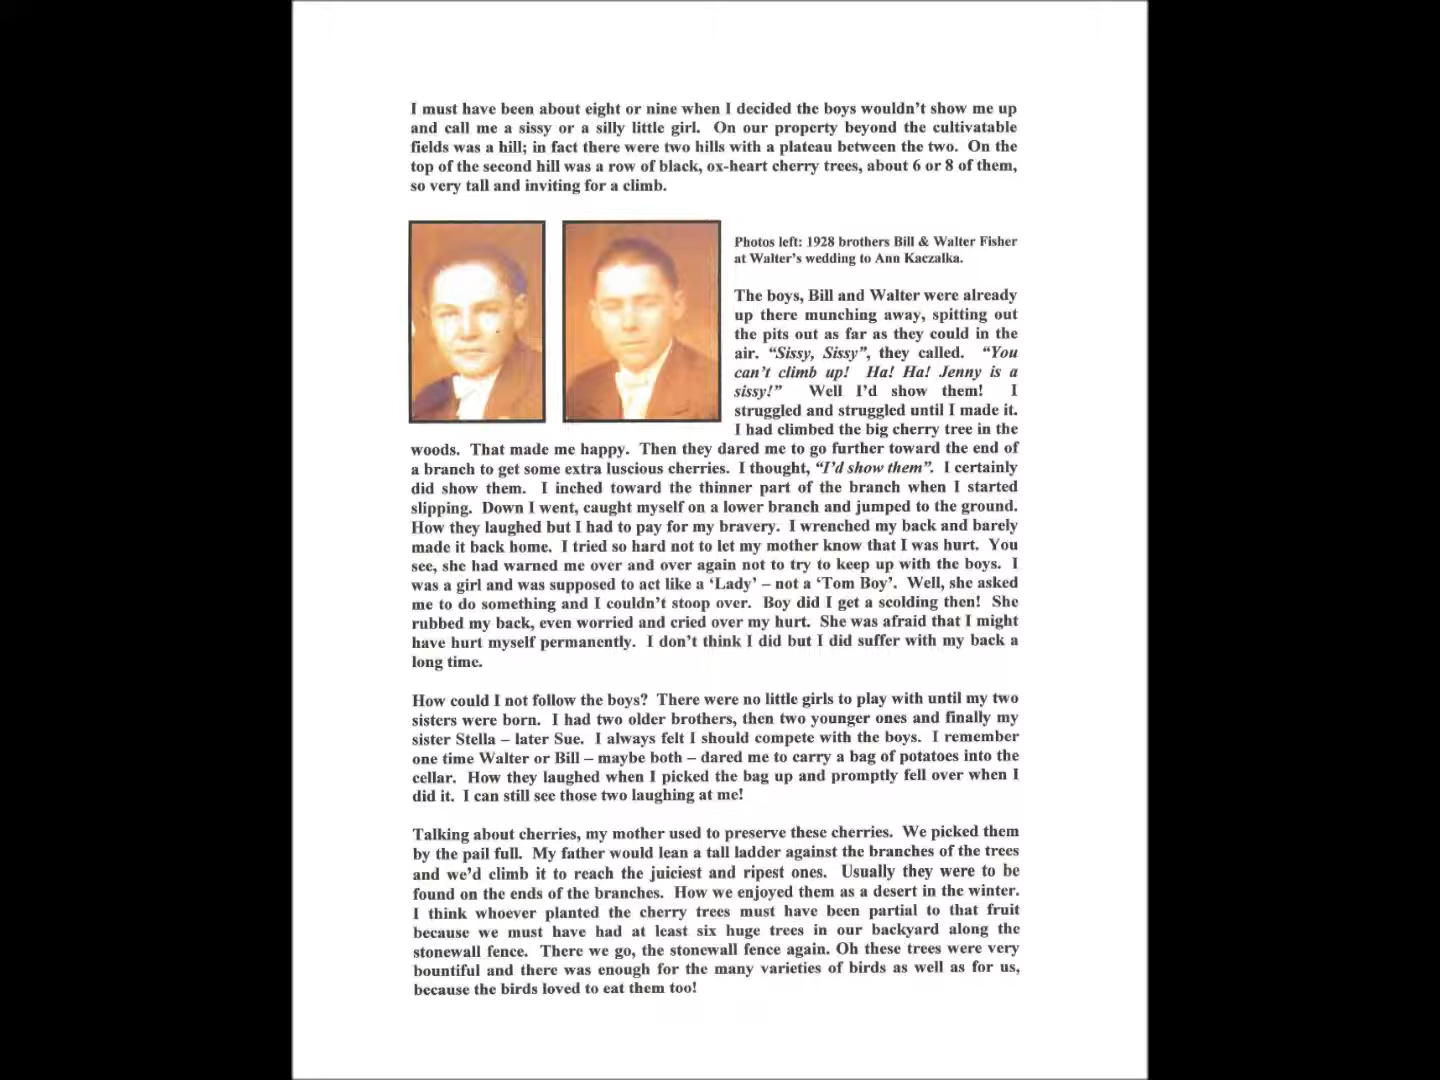 I must have been about eight or nine when I decided the boys wouldn't show me up
and call me a sissy or a silly little girl.  On our property beyond the cultivatable
fields was a hill; in fact there were two hills with a plateau between the two.  On the
top of the second hill was a row of black, ox-heart cherry trees, about 6 or 8 of them,
so very tall and inviting for a climb.
Photos left: 1928 brothers Bill & Walter Fisher
at Walter's wedding to Ann Kaczalka.
The boys, Bill and Walter were already
up there munching away, spitting out
the pits out as far as they could in the
air.  "Sissy, Sissy", they called.  "You
can't climb up!  Ha! Ha! Jenny is a
sissy!"  Well I'd show them!  I
struggled and struggled until I made it.
I had climbed the big cherry tree in the
woods.  That made me happy.  Then they dared me to go further toward the end of
a branch to get some extra luscious cherries.  I thought, "I'd show them".  I certainly
did show them.  I inched toward the thinner part of the branch when I started
slipping.  Down I went, caught myself on a lower branch and jumped to the ground.
How they laughed but I had to pay for my bravery.  I wrenched my back and barely
made it back home.  I tried so hard not to let my mother know that I was hurt.  You
see, she had warned me over and over again not to try to keep up with the boys.  I
was a girl and was supposed to act like a 'Lady' – not a 'Tom Boy'.  Well, she asked
me to do something and I couldn't stoop over.  Boy did I get a scolding then!  She
rubbed my back, even worried and cried over my hurt.  She was afraid that I might
have hurt myself permanently.  I don't think I did but I did suffer with my back a
long time.
How could I not follow the boys?  There were no little girls to play with until my two
sisters were born.  I had two older brothers, then two younger ones and finally my
sister Stella – later Sue.  I always felt I should compete with the boys.  I remember
one time Walter or Bill – maybe both – dared me to carry a bag of potatoes into the
cellar.  How they laughed when I picked the bag up and promptly fell over when I
did it.  I can still see those two laughing at me!
Talking about cherries, my mother used to preserve these cherries.  We picked them
by the pail full.  My father would lean a tall ladder against the branches of the trees
and we'd climb it to reach the juiciest and ripest ones.  Usually they were to be
found on the ends of the branches.  How we enjoyed them as a desert in the winter.
I think whoever planted the cherry trees must have been partial to that fruit
because we must have had at least six huge trees in our backyard along the
stonewall fence.  There we go, the stonewall fence again. Oh these trees were very
bountiful and there was enough for the many varieties of birds as well as for us,
because the birds loved to eat them too!